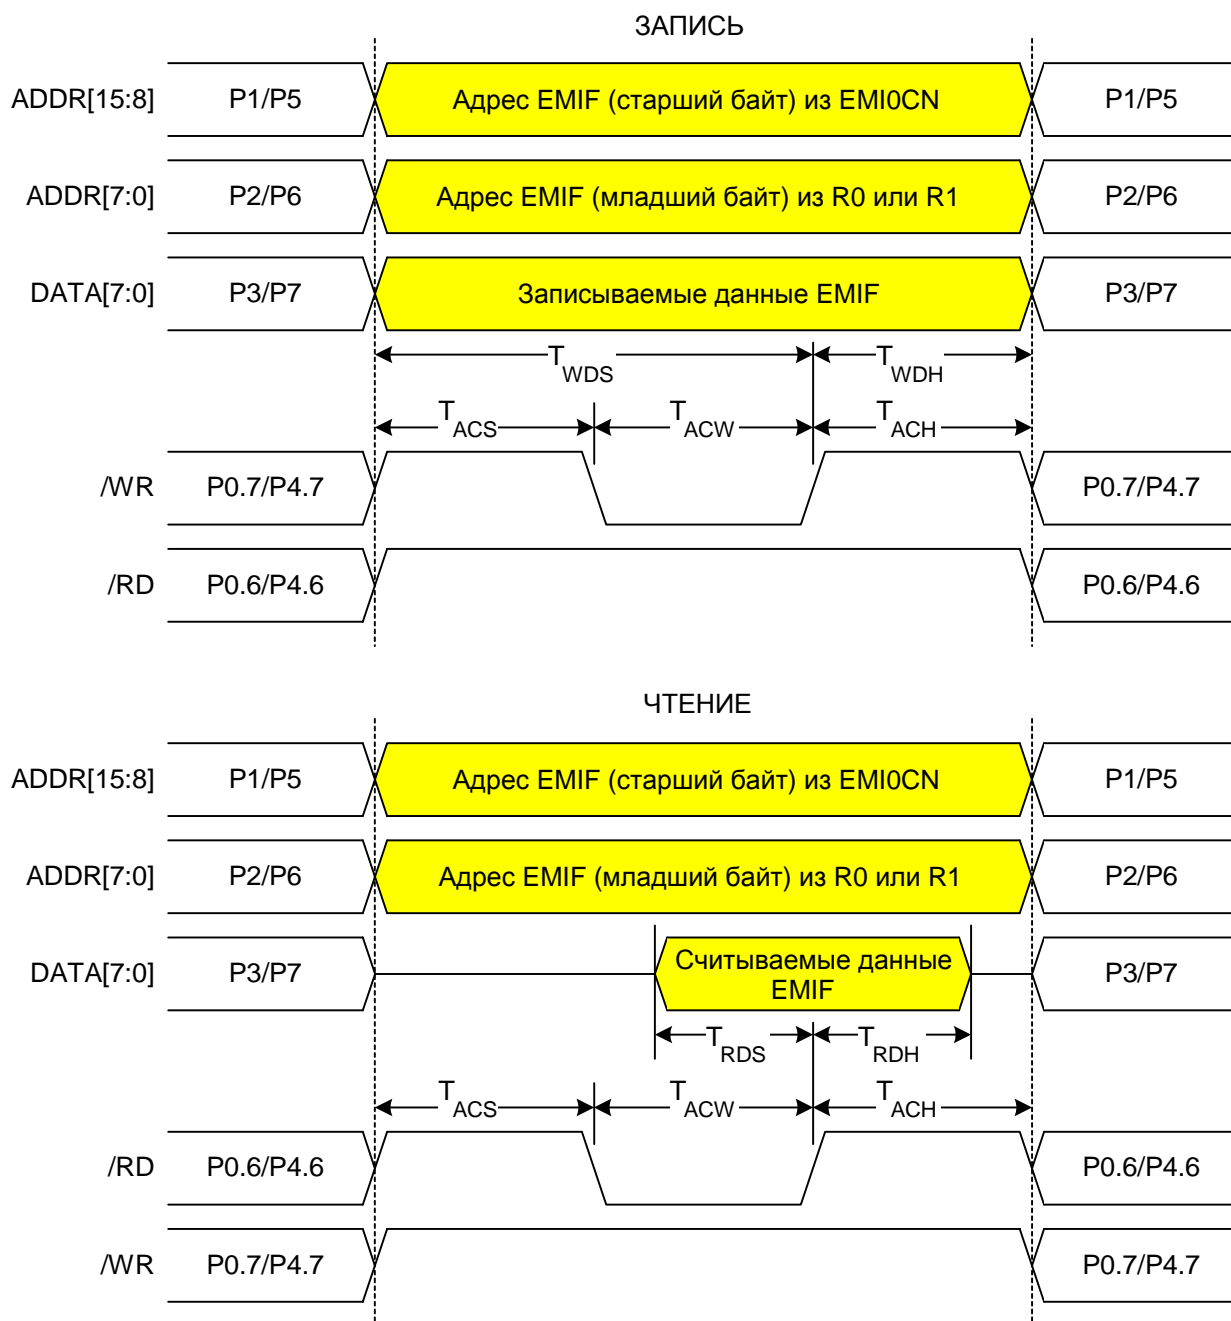 ЗАПИСЬ
ADDR[15:8] P1/P5 Адрес EMIF (старший байт) из EMI0CN P1/P5
ADDR[7:0] P2/P6 Адрес EMIF (младший байт) из R0 или R1 P2/P6
DATA[7:0] P3/P7 Записываемые данные EMIF P3/P7
TWDS TWDH
TACS TACW TACH
/WR P0.7/P4.7 P0.7/P4.7
/RD P0.6/P4.6 P0.6/P4.6
ЧТЕНИЕ
ADDR[15:8] P1/P5 Адрес EMIF (старший байт) из EMI0CN P1/P5
ADDR[7:0] P2/P6 Адрес EMIF (младший байт) из R0 или R1 P2/P6
DATA[7:0] P3/P7 Считываемые данные
EMIF P3/P7
TRDS TRDH
TACS TACW TACH
/RD P0.6/P4.6 P0.6/P4.6
/WR P0.7/P4.7 P0.7/P4.7